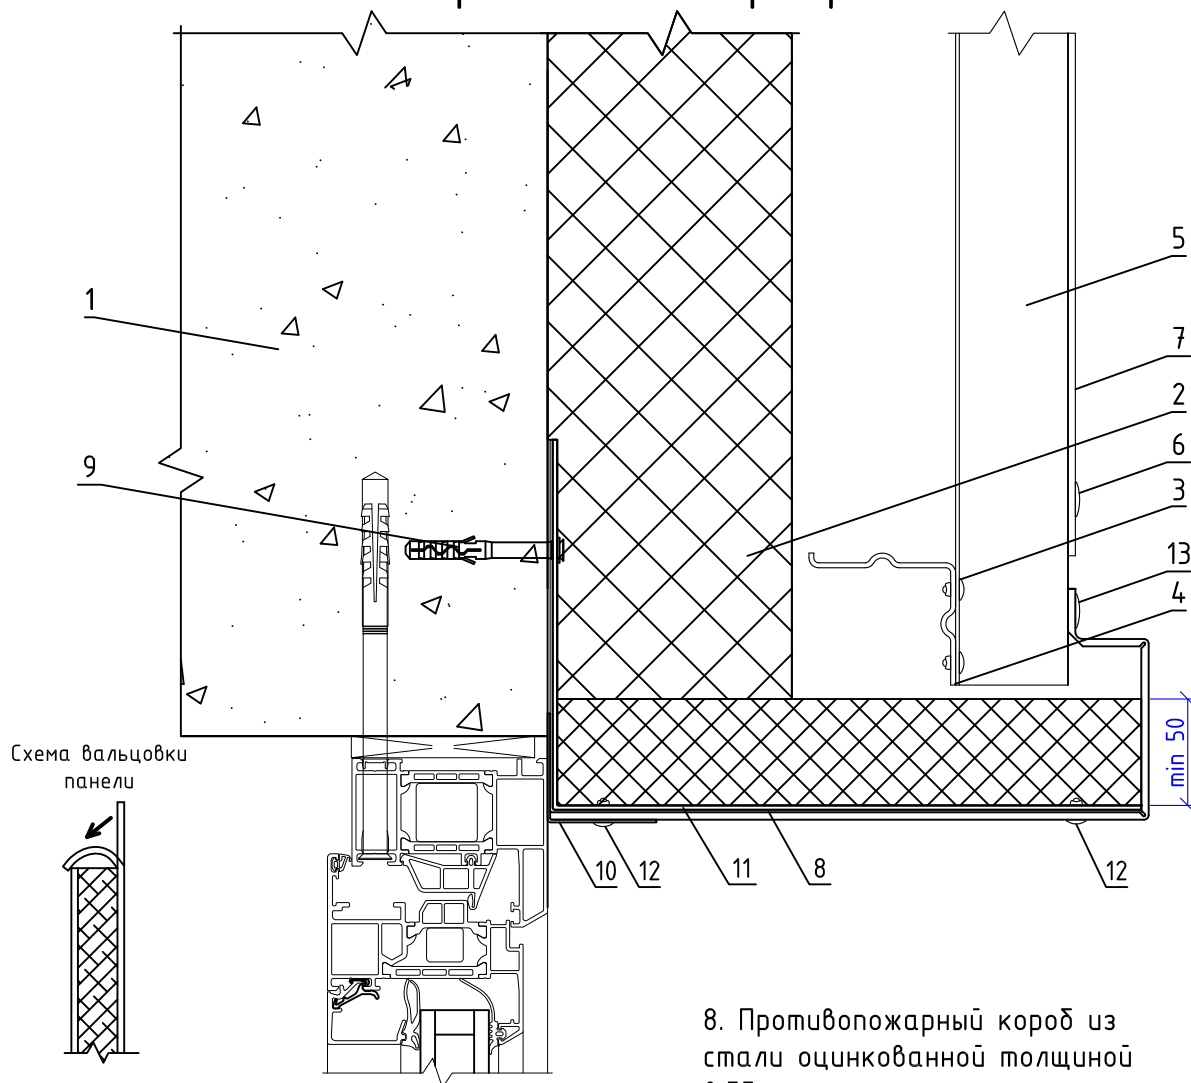 5
1
7
2
6
9
3
13
4
min 50
Схема вальцовки
панели
10
12
11
8
12
8. Противопожарный короб из
стали оцинкованной толщиной